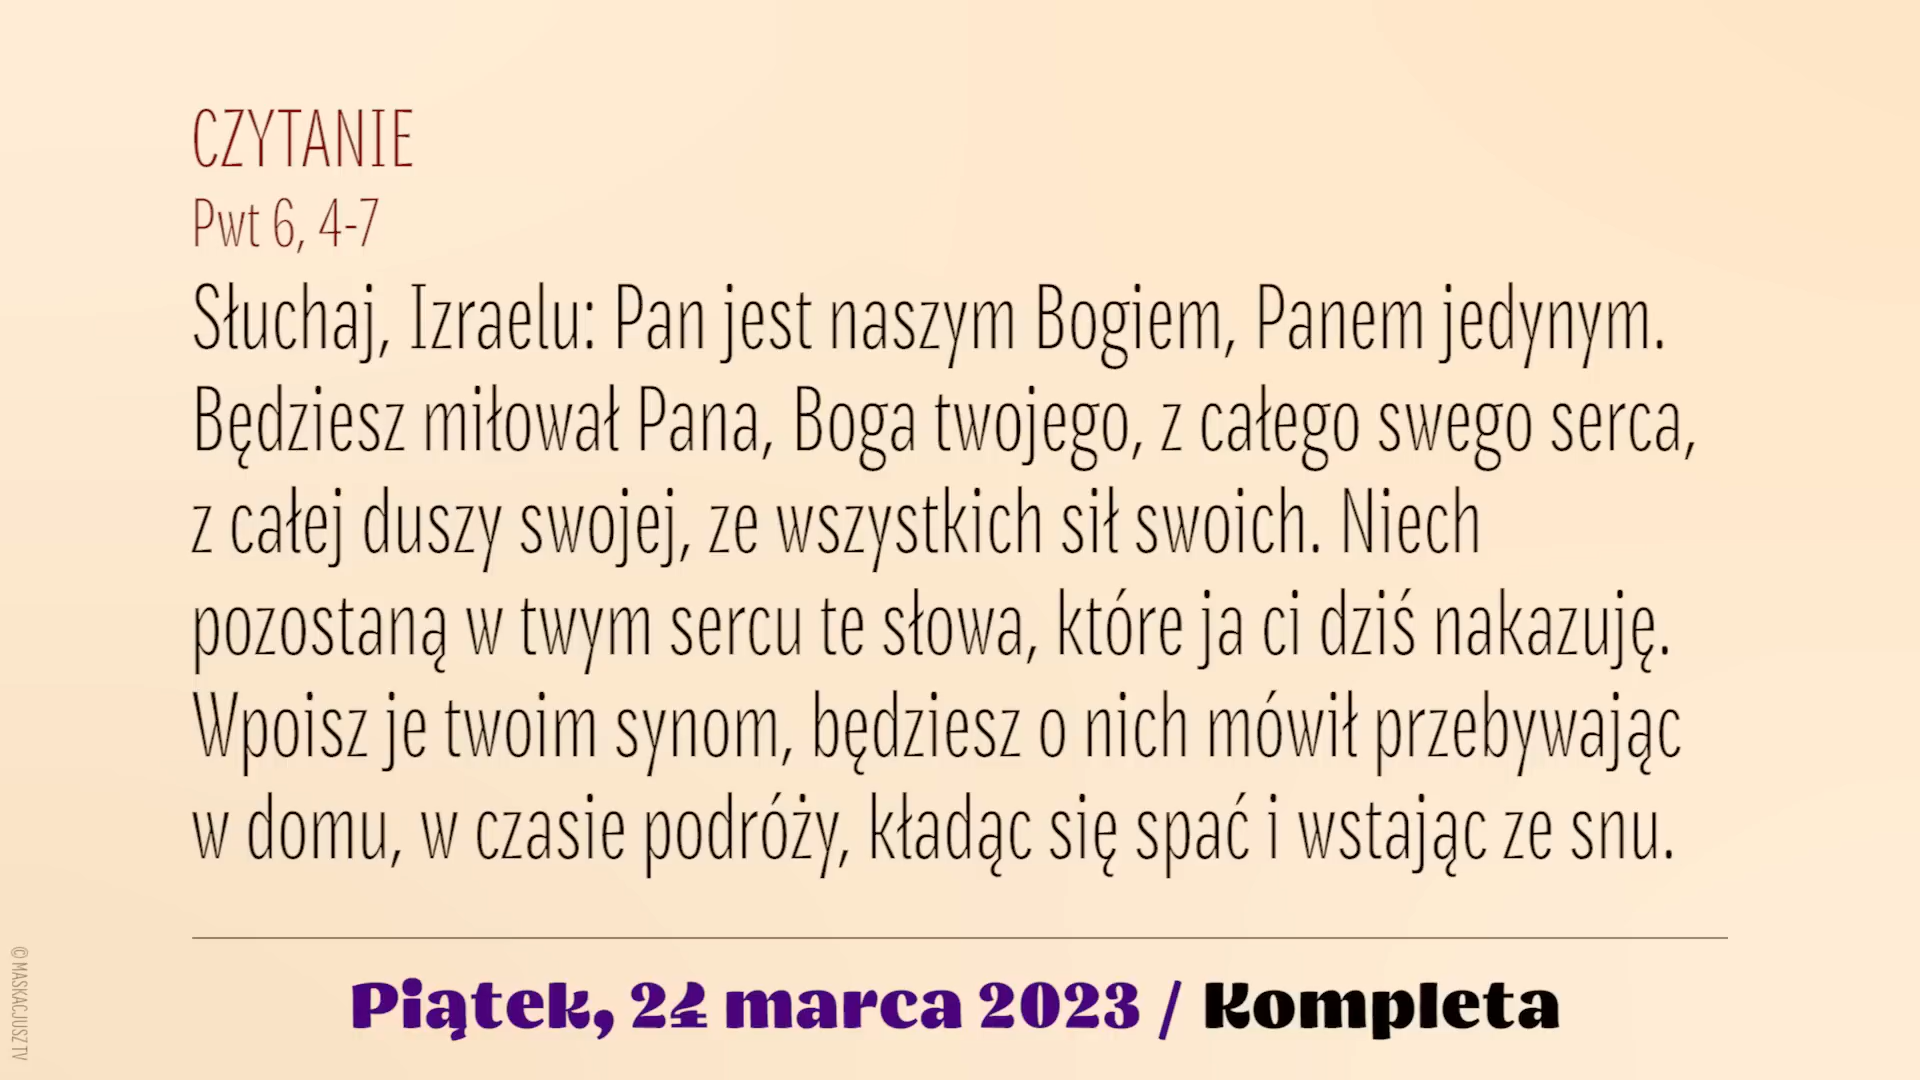 CZYTANIE
Pwt 6, 4-7
Słuchaj, Izraelu: Pan jest naszym Bogiem, Panem jedynym.
Będziesz miłował Pana, Boga twojego, z całego swego serca,
z całej duszy swojej, ze wszystkich sił swoich. Niech
pozostaną w twym sercu te słowa, które ja ci dziś nakazuję.
Wpoisz je twoim synom, będziesz o nich mówił przebywając
w domu, w czasie podróży, kładąc się spać i wstając ze snu.
Piątek, 24 marca 2023 / Kompleta
© MASKACJUSZ TV